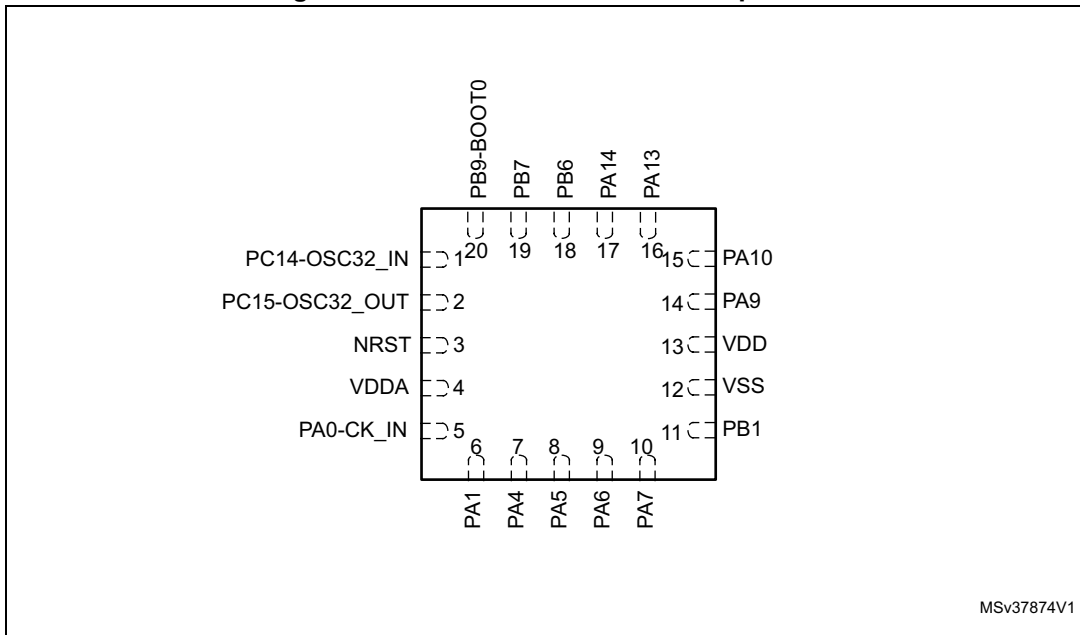 PB9-BOOT0
PB7
PB6
PA14
PA13
20
19
18
17
16
PC14-OSC32_IN
1
15
PA10
PC15-OSC32_OUT
2
14
PA9
NRST
3
13
VDD
VDDA
4
12
VSS
PA0-CK_IN
5
11
PB1
6
7
8
9
10
PA1
PA4
PA5
PA6
PA7
MSv37874V1